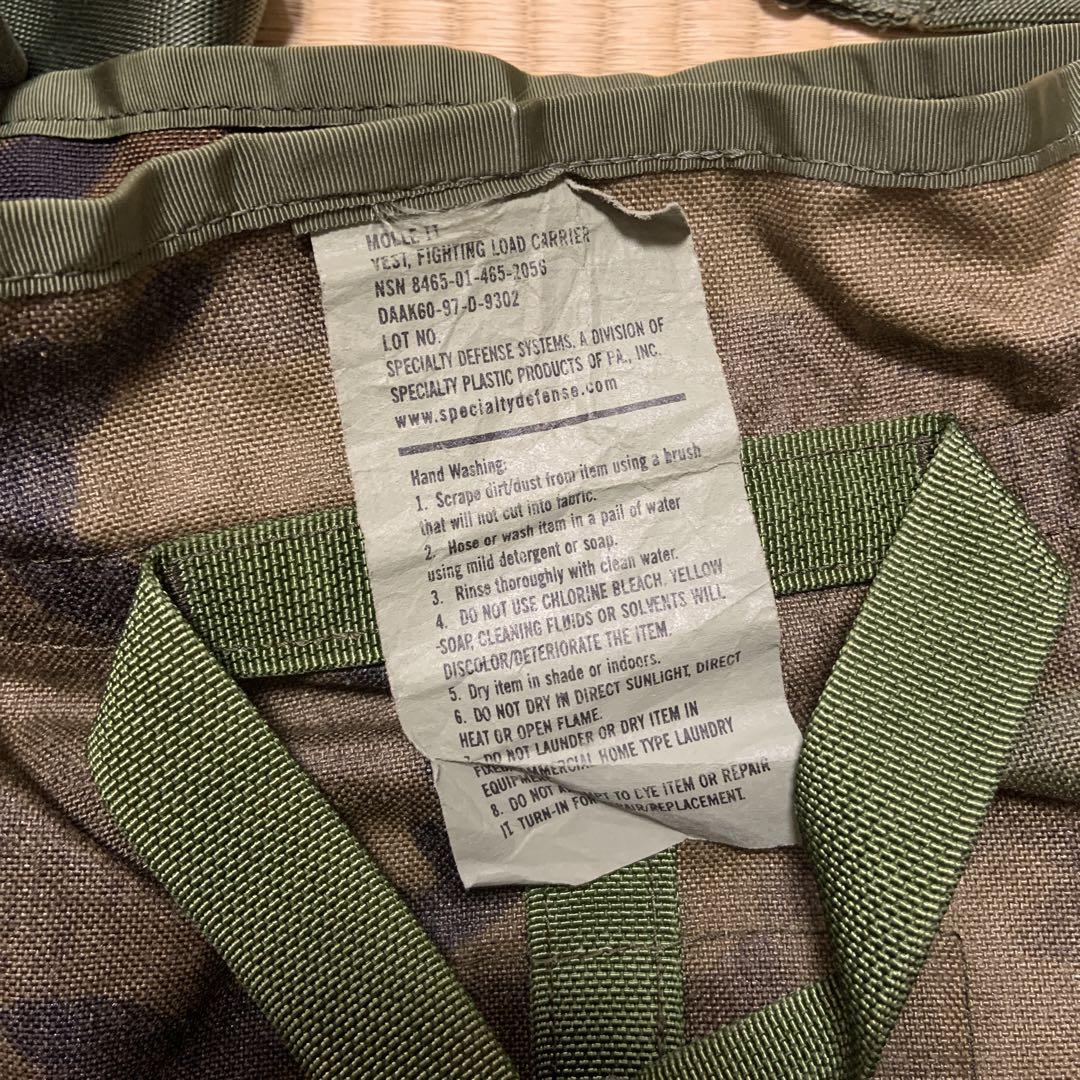 MOLLE II
VEST, FIGHTING LOAD CARRIER
NSN 8465-01-465-2056
DAAK60-97-D-9302
LOT NO.
SPECIALTY DEFENSE SYSTEMS, A DIVISION OF
SPECIALTY PLASTIC PRODUCTS OF PA., INC.
www.specialtydefense.com
Hand Washing:
1. Scrape dirt/dust from item using a brush
that will not cut into fabric.
2. Hose or wash item in a pail of water
using mild detergent or soap.
3. Rinse thoroughly with clean water.
4. DO NOT USE CHLORINE BLEACH, YELLOW
-SOAP, CLEANING FLUIDS OR SOLVENTS WILL
DISCOLOR/DETERIORATE THE ITEM.
5. Dry item in shade or indoors.
6. DO NOT DRY IN DIRECT SUNLIGHT, DIRECT
HEAT OR OPEN FLAME.
DO NOT LAUNDER OR DRY ITEM IN
HOME TYPE LAUNDRY
8. DO NOT TO DYE ITEM OR REPAIR
IT. TURN-IN